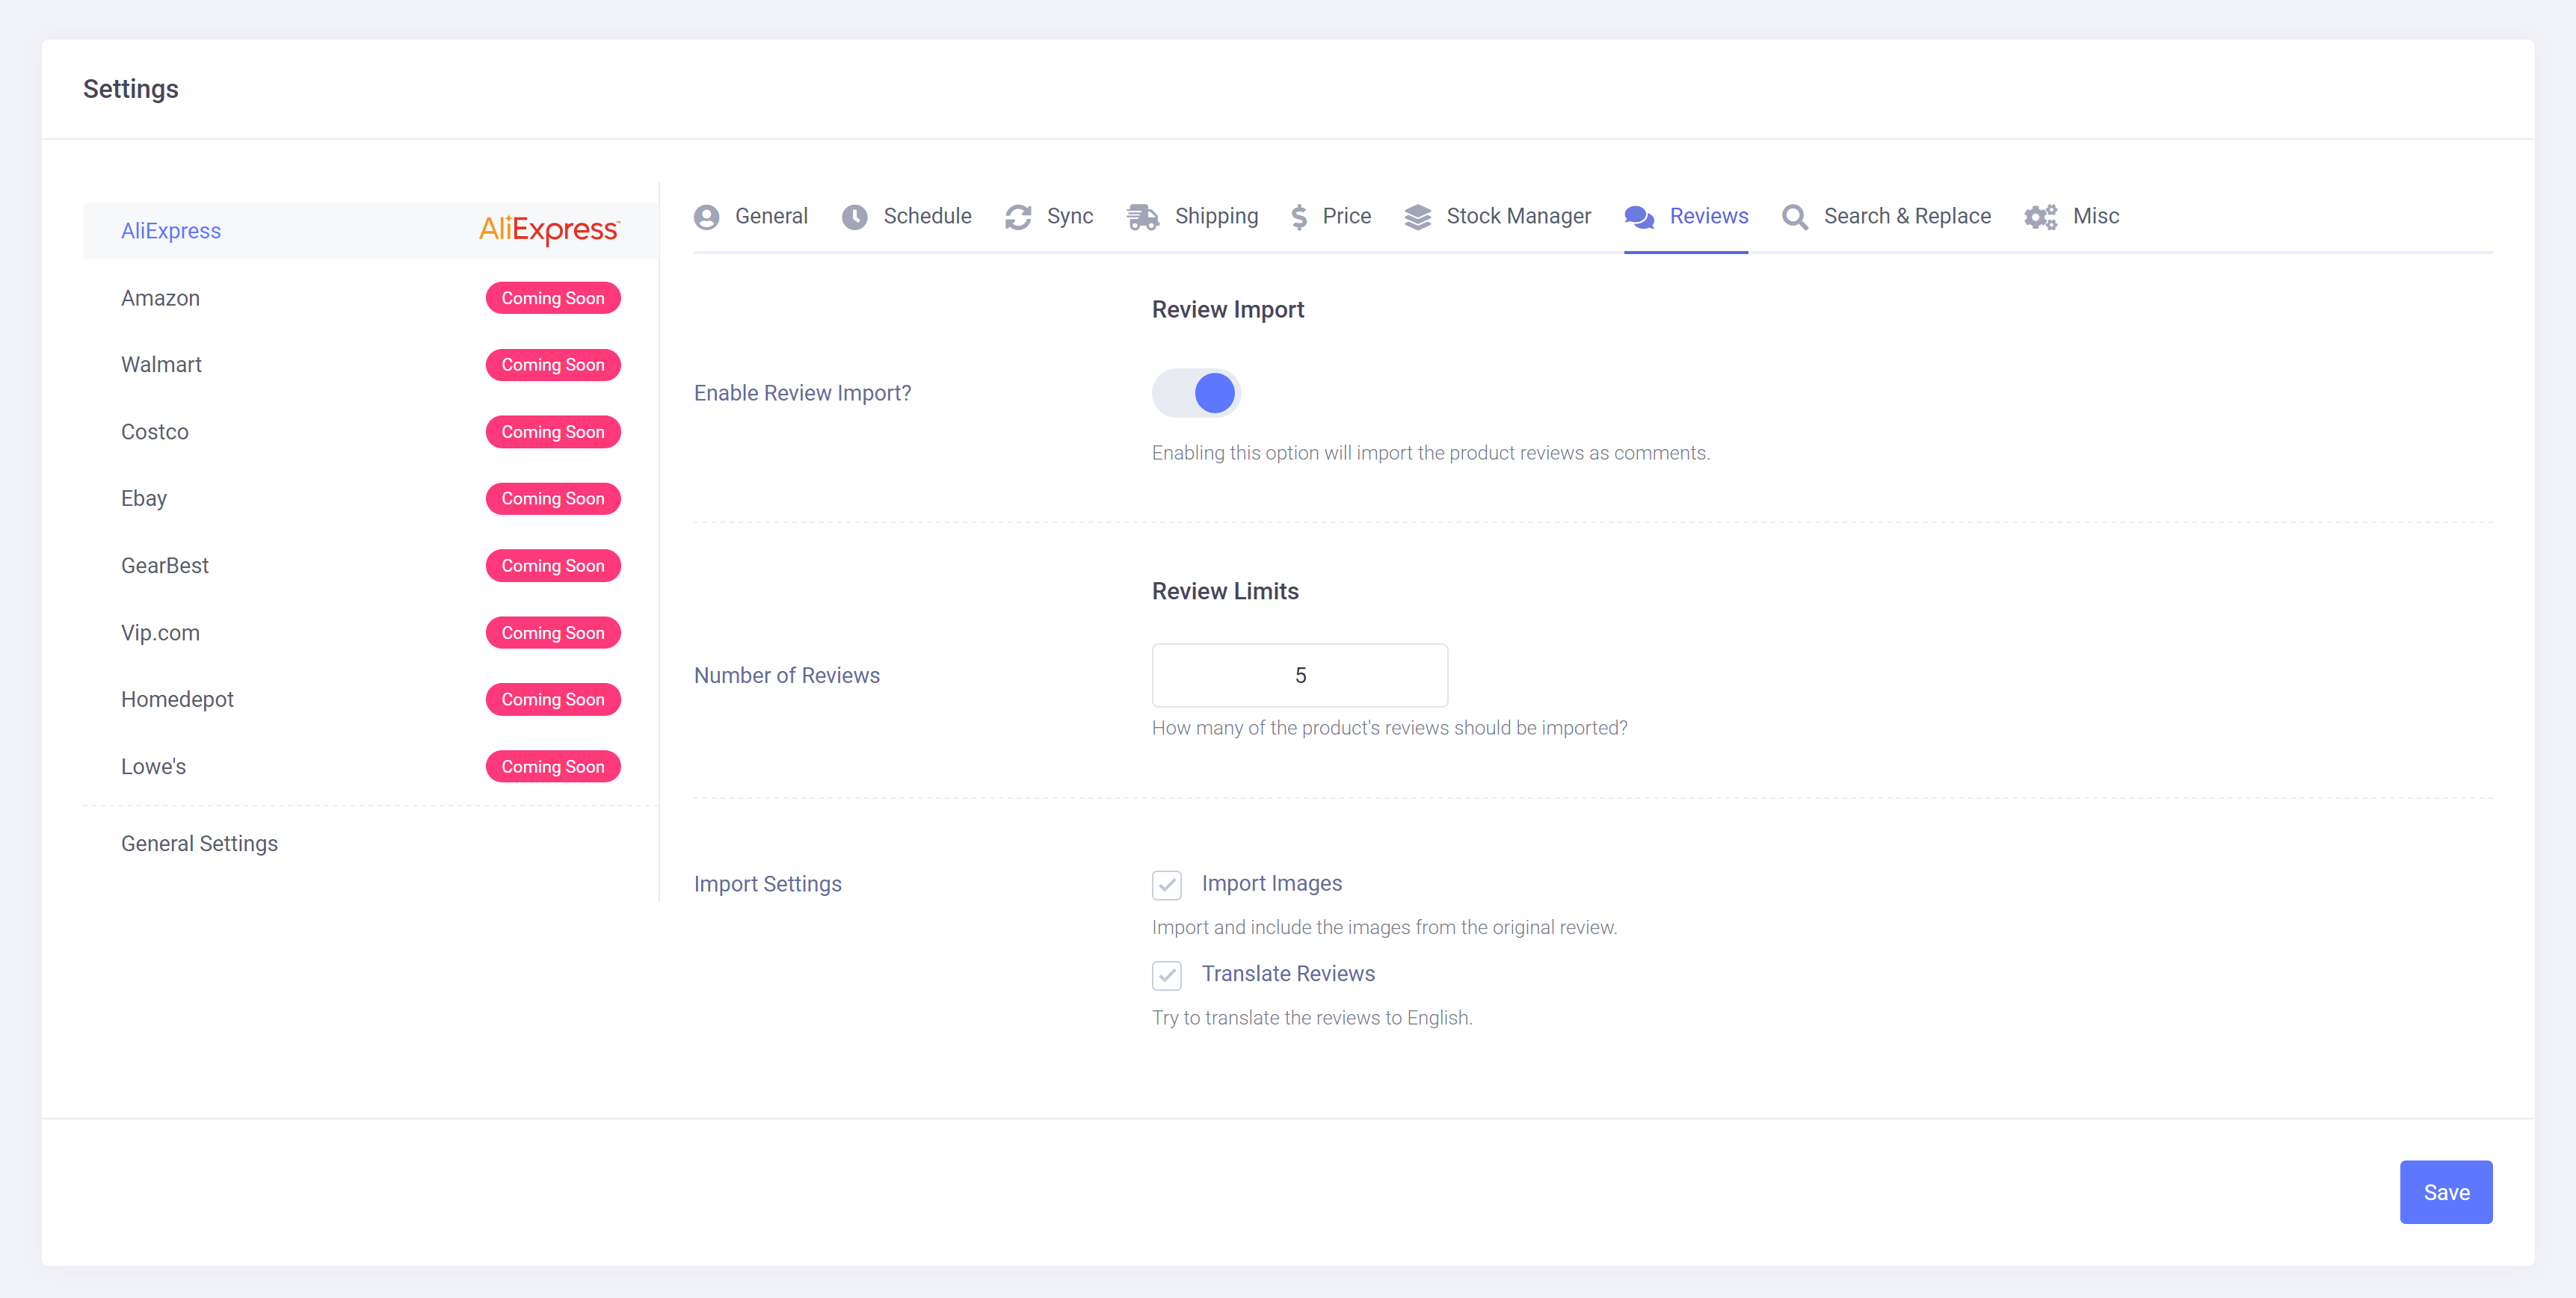 Settings
AliExpress AliExpress™
Amazon Coming Soon
Walmart Coming Soon
Costco Coming Soon
Ebay Coming Soon
GearBest Coming Soon
Vip.com Coming Soon
Homedepot Coming Soon
Lowe's Coming Soon
General Settings
General Schedule Sync Shipping Price Stock Manager Reviews Search & Replace Misc
Review Import
Enable Review Import?
Enabling this option will import the product reviews as comments.
Review Limits
Number of Reviews 5
How many of the product's reviews should be imported?
Import Settings Import Images
Import and include the images from the original review.
Translate Reviews
Try to translate the reviews to English.
Save